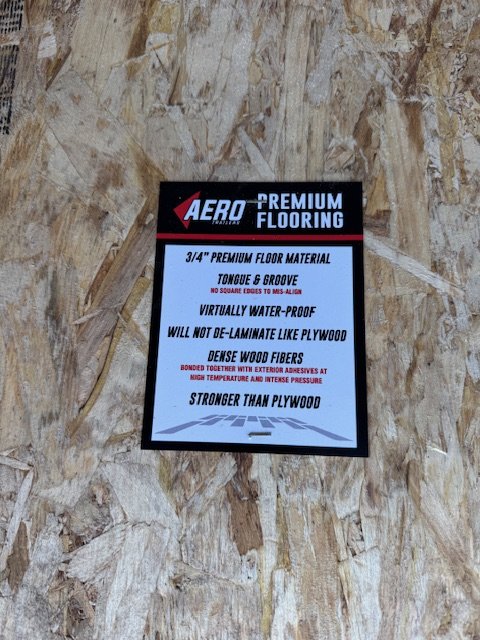 AERO
TRAILERS
PREMIUM
FLOORING
3/4" PREMIUM FLOOR MATERIAL
TONGUE & GROOVE
NO SQUARE EDGES TO MIS-ALIGN
VIRTUALLY WATER-PROOF
WILL NOT DE-LAMINATE LIKE PLYWOOD
DENSE WOOD FIBERS
BONDED TOGETHER WITH EXTERIOR ADHESIVES AT
HIGH TEMPERATURE AND INTENSE PRESSURE
STRONGER THAN PLYWOOD